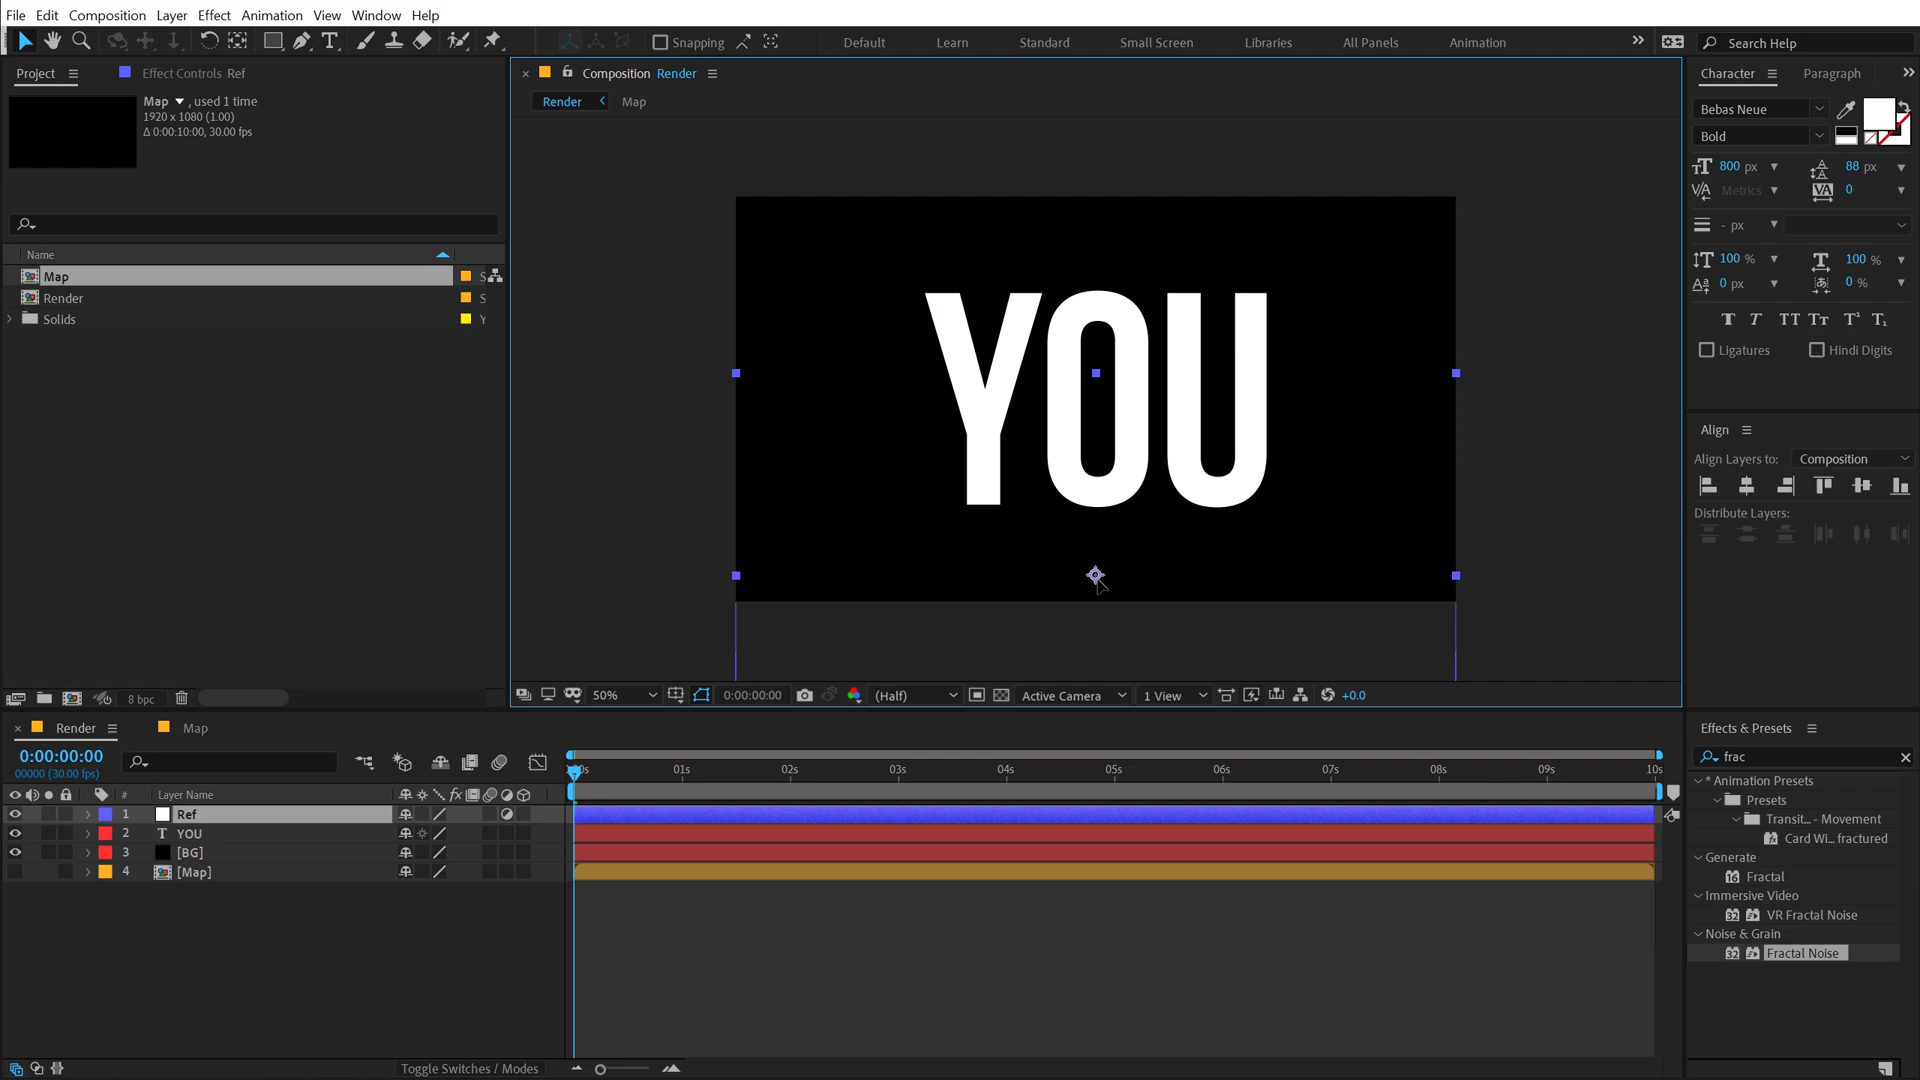 File Edit Composition Layer Effect Animation View Window Help
Snapping Default Learn Standard Small Screen Libraries All Panels Animation Search Help
Project Effect Controls Ref
Map , used 1 time
1920 x 1080 (1.00)
Δ 0:00:10:00, 30.00 fps
Name
Map
Render
Solids
8 bpc
Composition Render
Render Map
YOU
50% 0:00:00:00 (Half) Active Camera 1 View +0.0
Character Paragraph
Bebas Neue
Bold
800 px 88 px
Metrics 0
- px
100 % 100 %
0 px 0 %
Ligatures Hindi Digits
Align
Align Layers to: Composition
Distribute Layers:
Render Map
0:00:00:00
00000 (30.00 fps)
# Layer Name
1 Ref
2 YOU
3 [BG]
4 [Map]
01s 02s 03s 04s 05s 06s 07s 08s 09s 10s
Toggle Switches / Modes
Effects & Presets
frac
* Animation Presets
Presets
Transit... - Movement
Card Wi...fractured
Generate
Fractal
Immersive Video
VR Fractal Noise
Noise & Grain
Fractal Noise